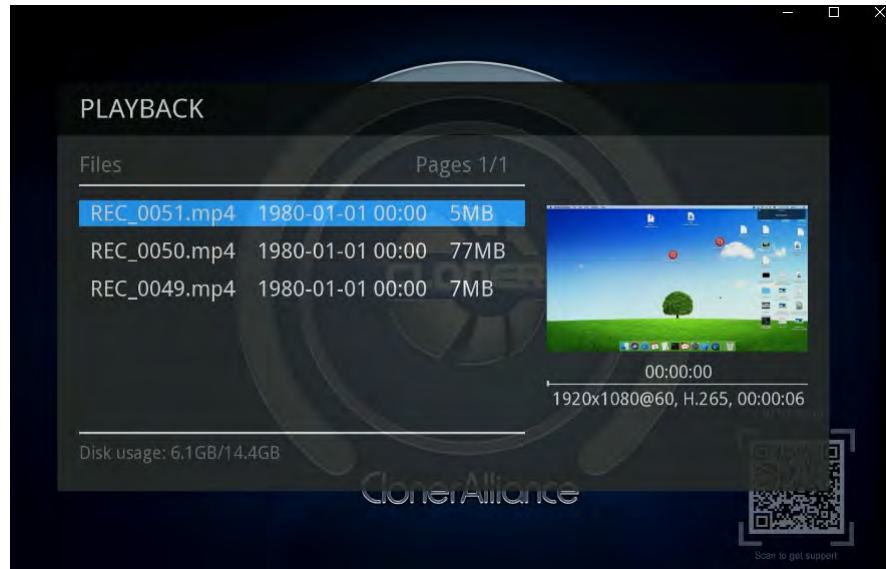 PLAYBACK
Files Pages 1/1
REC_0051.mp4 1980-01-01 00:00 5MB
REC_0050.mp4 1980-01-01 00:00 77MB
REC_0049.mp4 1980-01-01 00:00 7MB
00:00:00
1920x1080@60, H.265, 00:00:06
Disk usage: 6.1GB/14.4GB
ClonerAlliance
Scan to get support